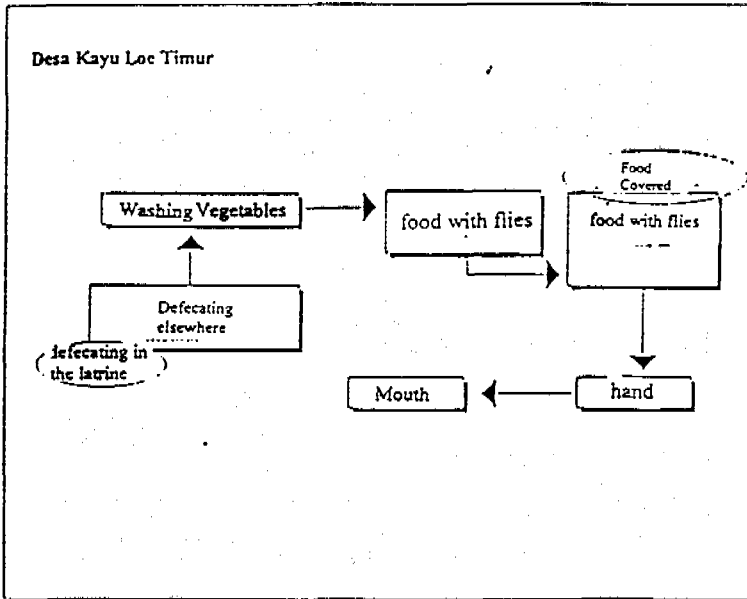 Desa Kayu Loe Timur
Food
Covered
Washing Vegetables
food with flies
food with flies
Defecating
elsewhere
defecating in
the latrine
Mouth
hand